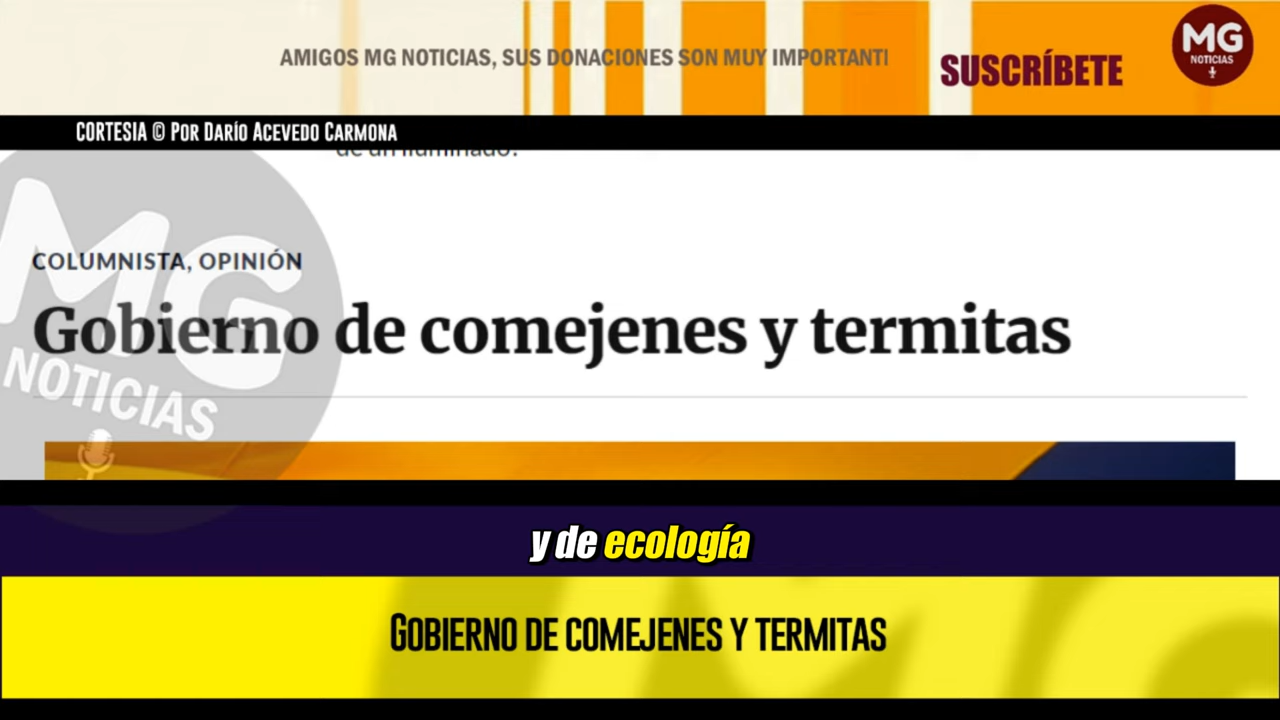 AMIGOS MG NOTICIAS, SUS DONACIONES SON MUY IMPORTANTI
SUSCRÍBETE
MG
NOTICIAS
CORTESIA © POR DARÍO ACEVEDO CARMONA
de un iluminado?
COLUMNISTA, OPINIÓN
Gobierno de comejenes y termitas
MG
NOTICIAS
y de ecología
GOBIERNO DE COMEJENES Y TERMITAS